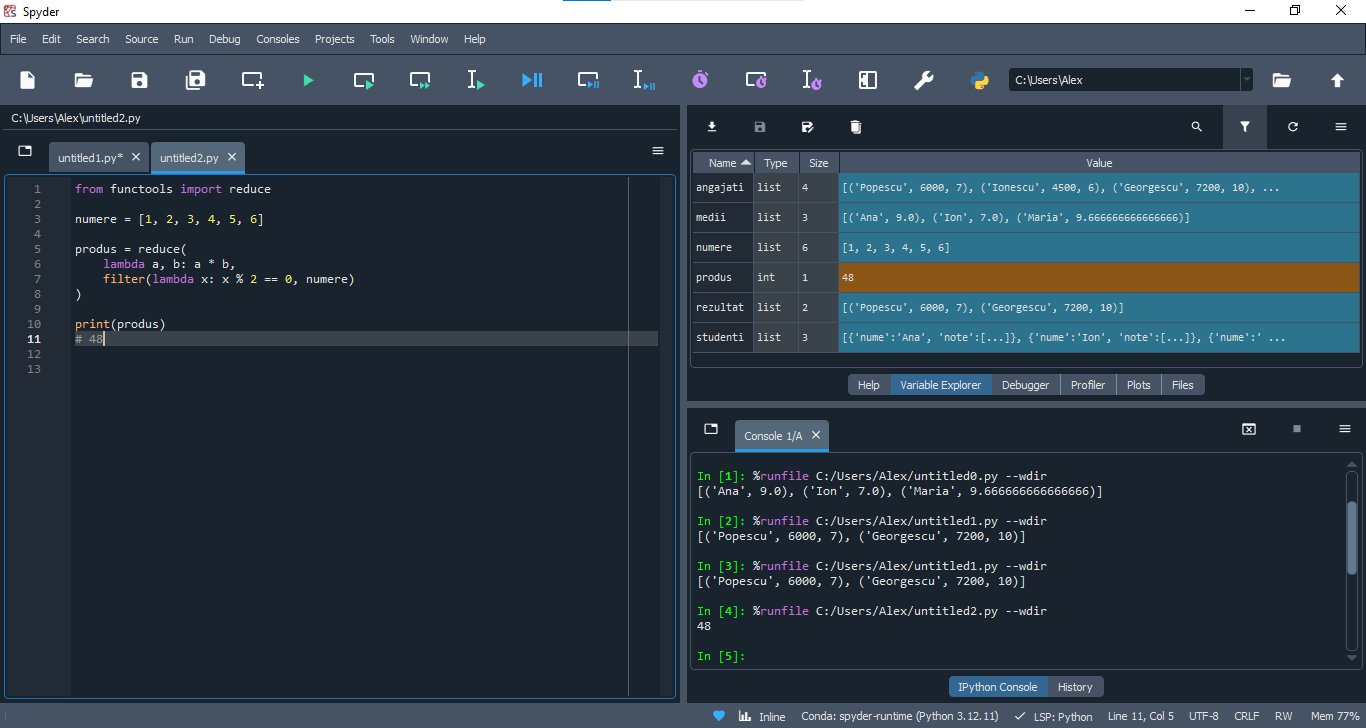 Spyder
File Edit Search Source Run Debug Consoles Projects Tools Window Help
C:\Users\Alex
C:\Users\Alex\untitled2.py
untitled1.py*
untitled2.py
1 from functools import reduce
2
3 numere = [1, 2, 3, 4, 5, 6]
4
5 produs = reduce(
6     lambda a, b: a * b,
7     filter(lambda x: x % 2 == 0, numere)
8 )
9
10 print(produs)
11 # 48
12
13
Name Type Size Value
angajati list 4 [('Popescu', 6000, 7), ('Ionescu', 4500, 6), ('Georgescu', 7200, 10), ...
medii list 3 [('Ana', 9.0), ('Ion', 7.0), ('Maria', 9.666666666666666)]
numere list 6 [1, 2, 3, 4, 5, 6]
produs int 1 48
rezultat list 2 [('Popescu', 6000, 7), ('Georgescu', 7200, 10)]
studenti list 3 [{'nume':'Ana', 'note':[...]}, {'nume':'Ion', 'note':[...]}, {'nume':' ...
Help Variable Explorer Debugger Profiler Plots Files
Console 1/A
In [1]: %runfile C:/Users/Alex/untitled0.py --wdir
[('Ana', 9.0), ('Ion', 7.0), ('Maria', 9.666666666666666)]
In [2]: %runfile C:/Users/Alex/untitled1.py --wdir
[('Popescu', 6000, 7), ('Georgescu', 7200, 10)]
In [3]: %runfile C:/Users/Alex/untitled1.py --wdir
[('Popescu', 6000, 7), ('Georgescu', 7200, 10)]
In [4]: %runfile C:/Users/Alex/untitled2.py --wdir
48
In [5]:
IPython Console History
Inline Conda: spyder-runtime (Python 3.12.11) LSP: Python Line 11, Col 5 UTF-8 CRLF RW Mem 77%